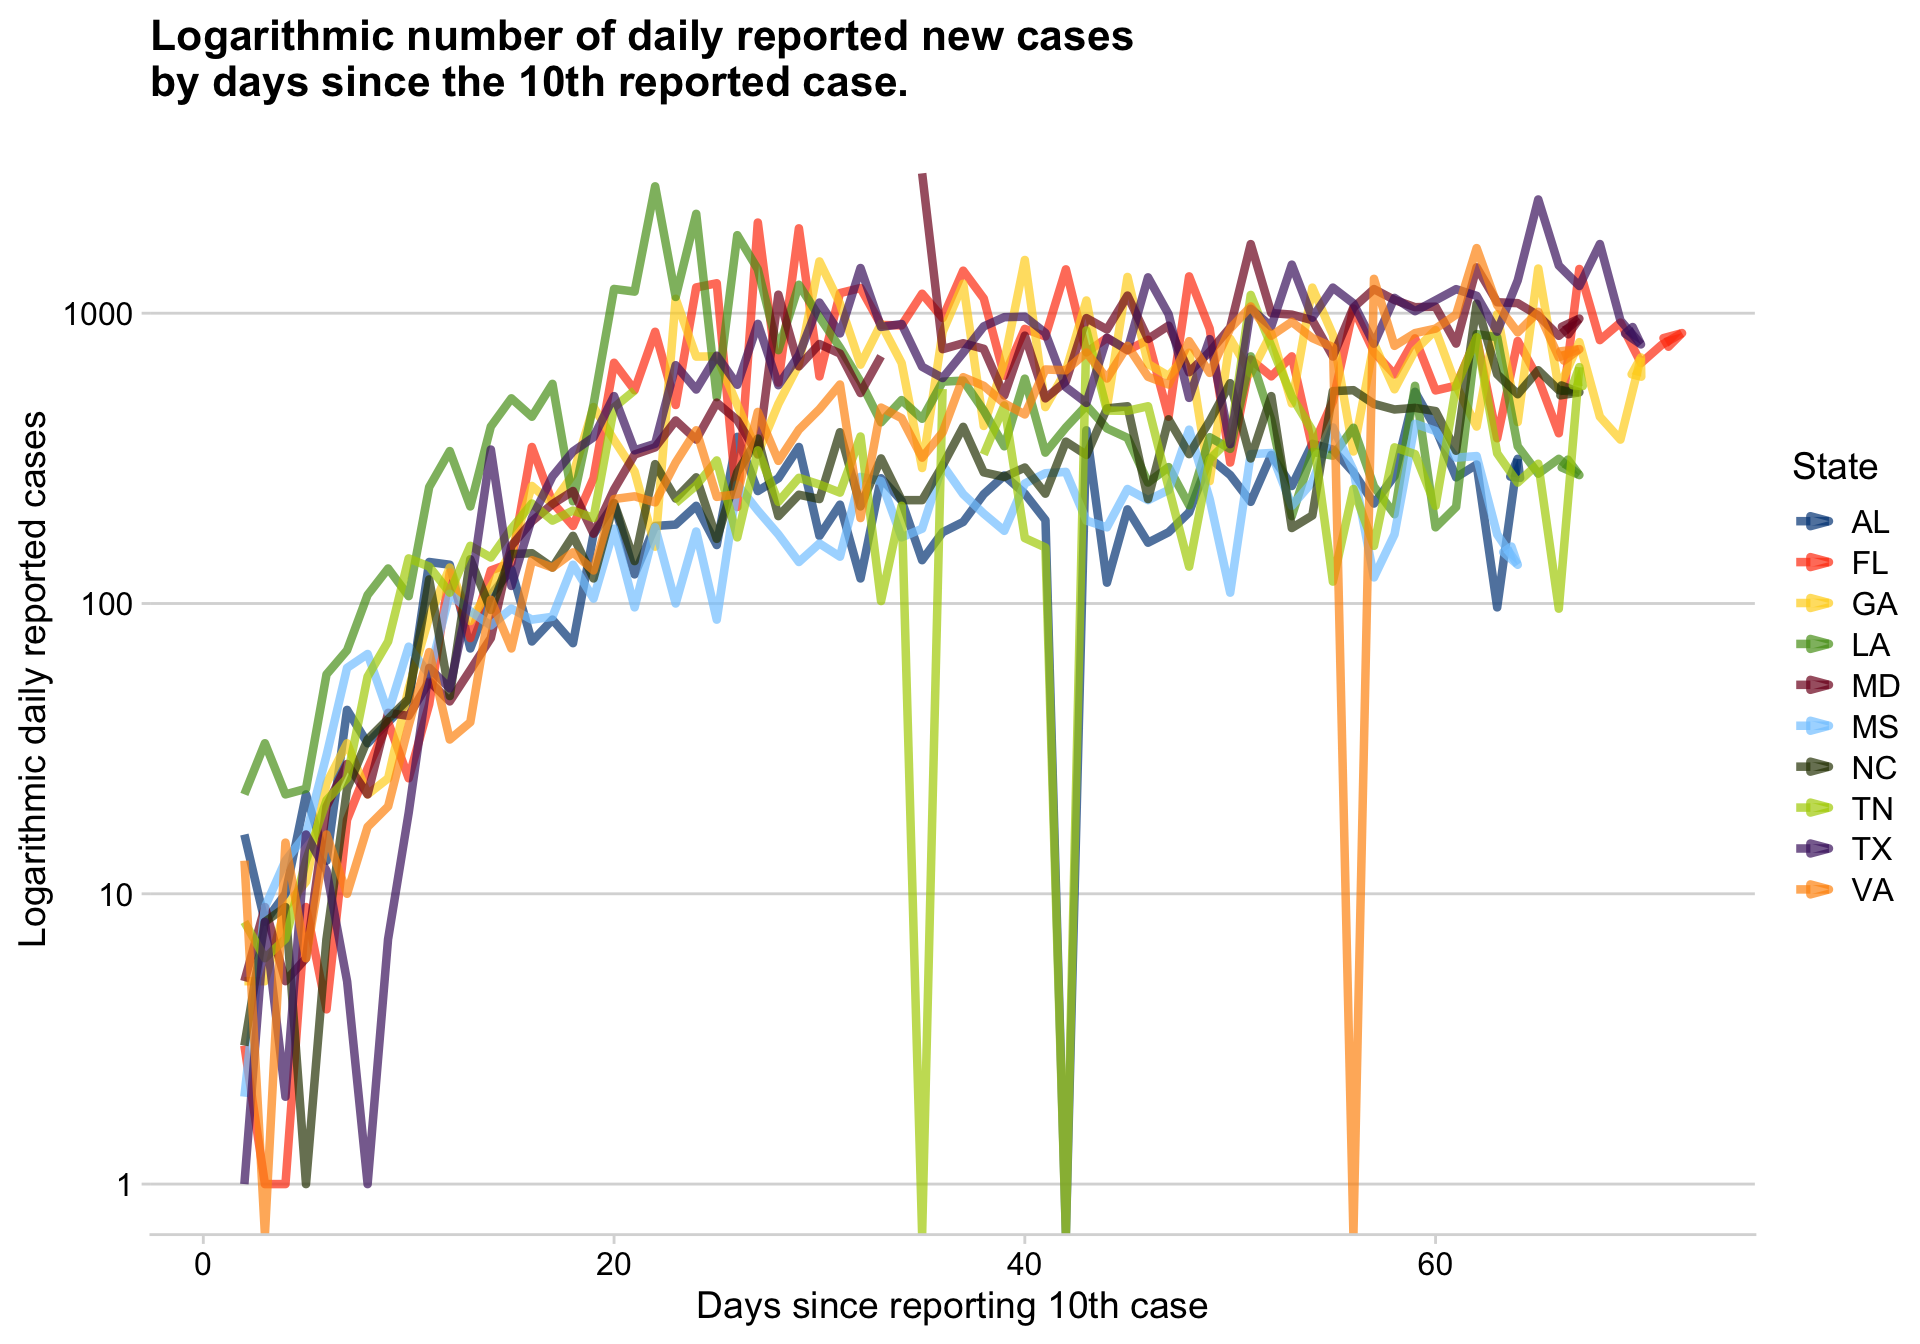 Logarithmic number of daily reported new cases
by days since the 10th reported case.
Logarithmic daily reported cases
1000
100
10
1
0
20
40
60
Days since reporting 10th case
State
AL
FL
GA
LA
MD
MS
NC
TN
TX
VA